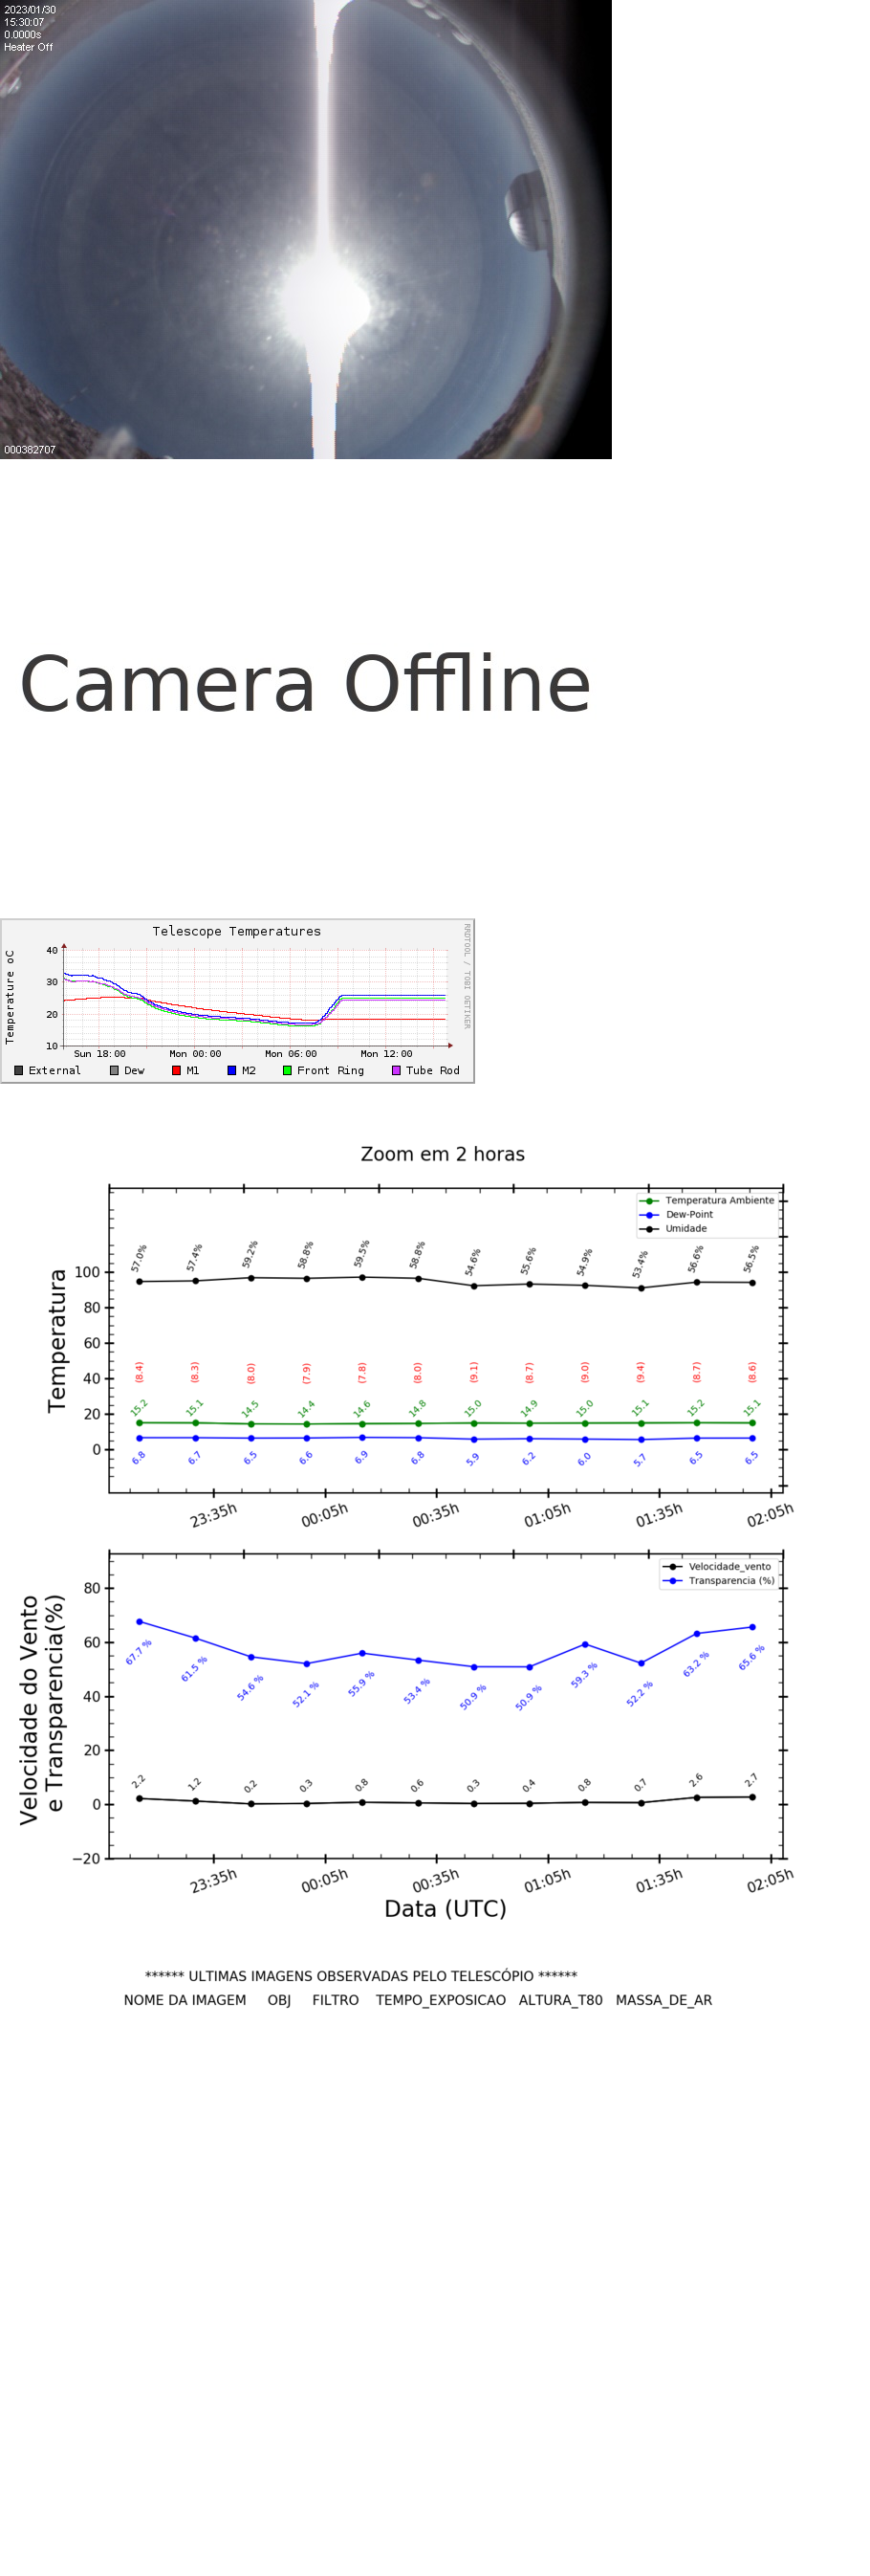 2023/01/30
15:30:07
0.0000s
Heater Off
000382707
Camera Offline
Telescope Temperatures
RRDTOOL / TOBI OETIKER
Temperature oC
40
30
20
10
Sun 18:00 Mon 00:00 Mon 06:00 Mon 12:00
External Dew M1 M2 Front Ring Tube Rod
Zoom em 2 horas
Temperatura Ambiente
Dew-Point
Umidade
Temperatura
100
80
60
40
20
0
57.0% 57.4% 59.2% 58.8% 59.5% 58.8% 54.6% 55.6% 54.9% 53.4% 56.6% 56.5%
(8.4) (8.3) (8.0) (7.9) (7.8) (8.0) (9.1) (8.7) (9.0) (9.4) (8.7) (8.6)
15.2 15.1 14.5 14.4 14.6 14.8 15.0 14.9 15.0 15.1 15.2 15.1
6.8 6.7 6.5 6.6 6.9 6.8 5.9 6.2 6.0 5.7 6.5 6.5
23:35h 00:05h 00:35h 01:05h 01:35h 02:05h
Velocidade_vento
Transparencia (%)
Velocidade do Vento
e Transparencia(%)
80
60
40
20
0
−20
67.7 % 61.5 % 54.6 % 52.1 % 55.9 % 53.4 % 50.9 % 50.9 % 59.3 % 52.2 % 63.2 % 65.6 %
2.2 1.2 0.2 0.3 0.8 0.6 0.3 0.4 0.8 0.7 2.6 2.7
23:35h 00:05h 00:35h 01:05h 01:35h 02:05h
Data (UTC)
****** ULTIMAS IMAGENS OBSERVADAS PELO TELESCÓPIO ******
NOME DA IMAGEM OBJ FILTRO TEMPO_EXPOSICAO ALTURA_T80 MASSA_DE_AR